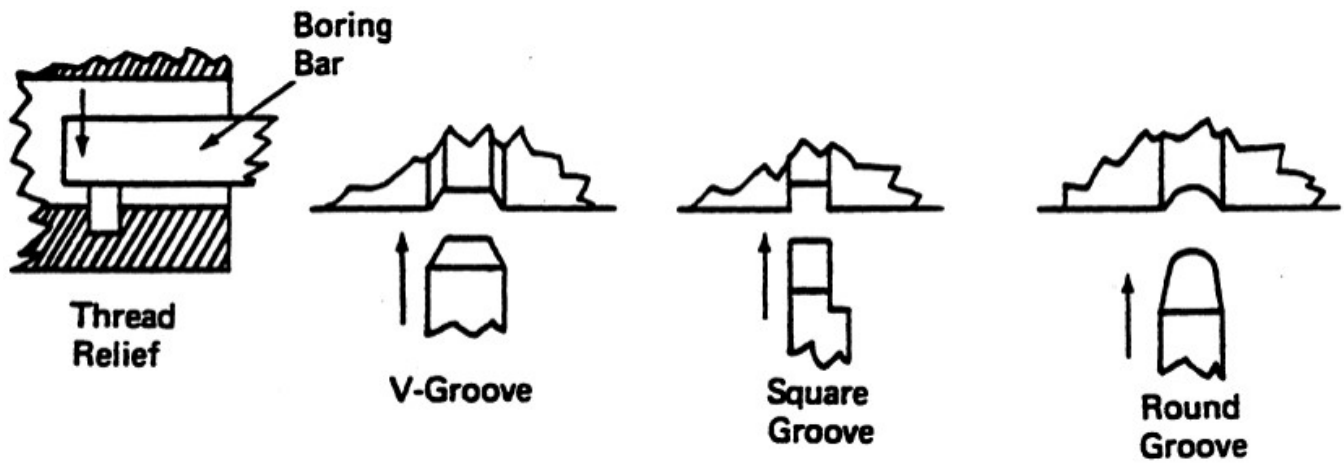 Boring
Bar
Thread
Relief
V-Groove
Square
Groove
Round
Groove